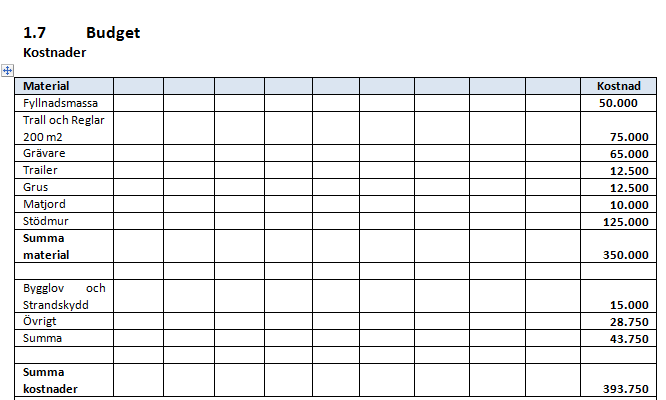 1.7 Budget
Kostnader
Material Kostnad
Fyllnadsmassa 50.000
Trall och Reglar
200 m2 75.000
Grävare 65.000
Trailer 12.500
Grus 12.500
Matjord 10.000
Stödmur 125.000
Summa
material 350.000
Bygglov och
Strandskydd 15.000
Övrigt 28.750
Summa 43.750
Summa
kostnader 393.750